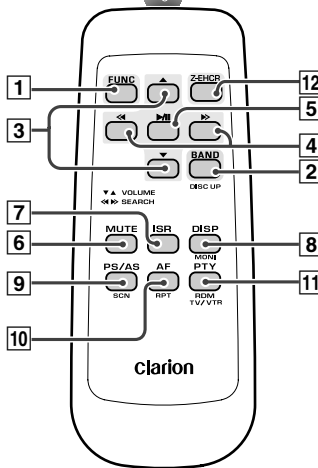 FUNC ▲ Z-EHCR
1
12
5
3
◀◀ ▶/II ▶▶
4
▼ BAND
2
DISC UP
▼▲ VOLUME
◀◀ ▶▶ SEARCH
7
MUTE ISR DISP
6
8
MONI
PS/AS AF PTY
9
11
SCN RPT RDM
TV/VTR
10
clarion